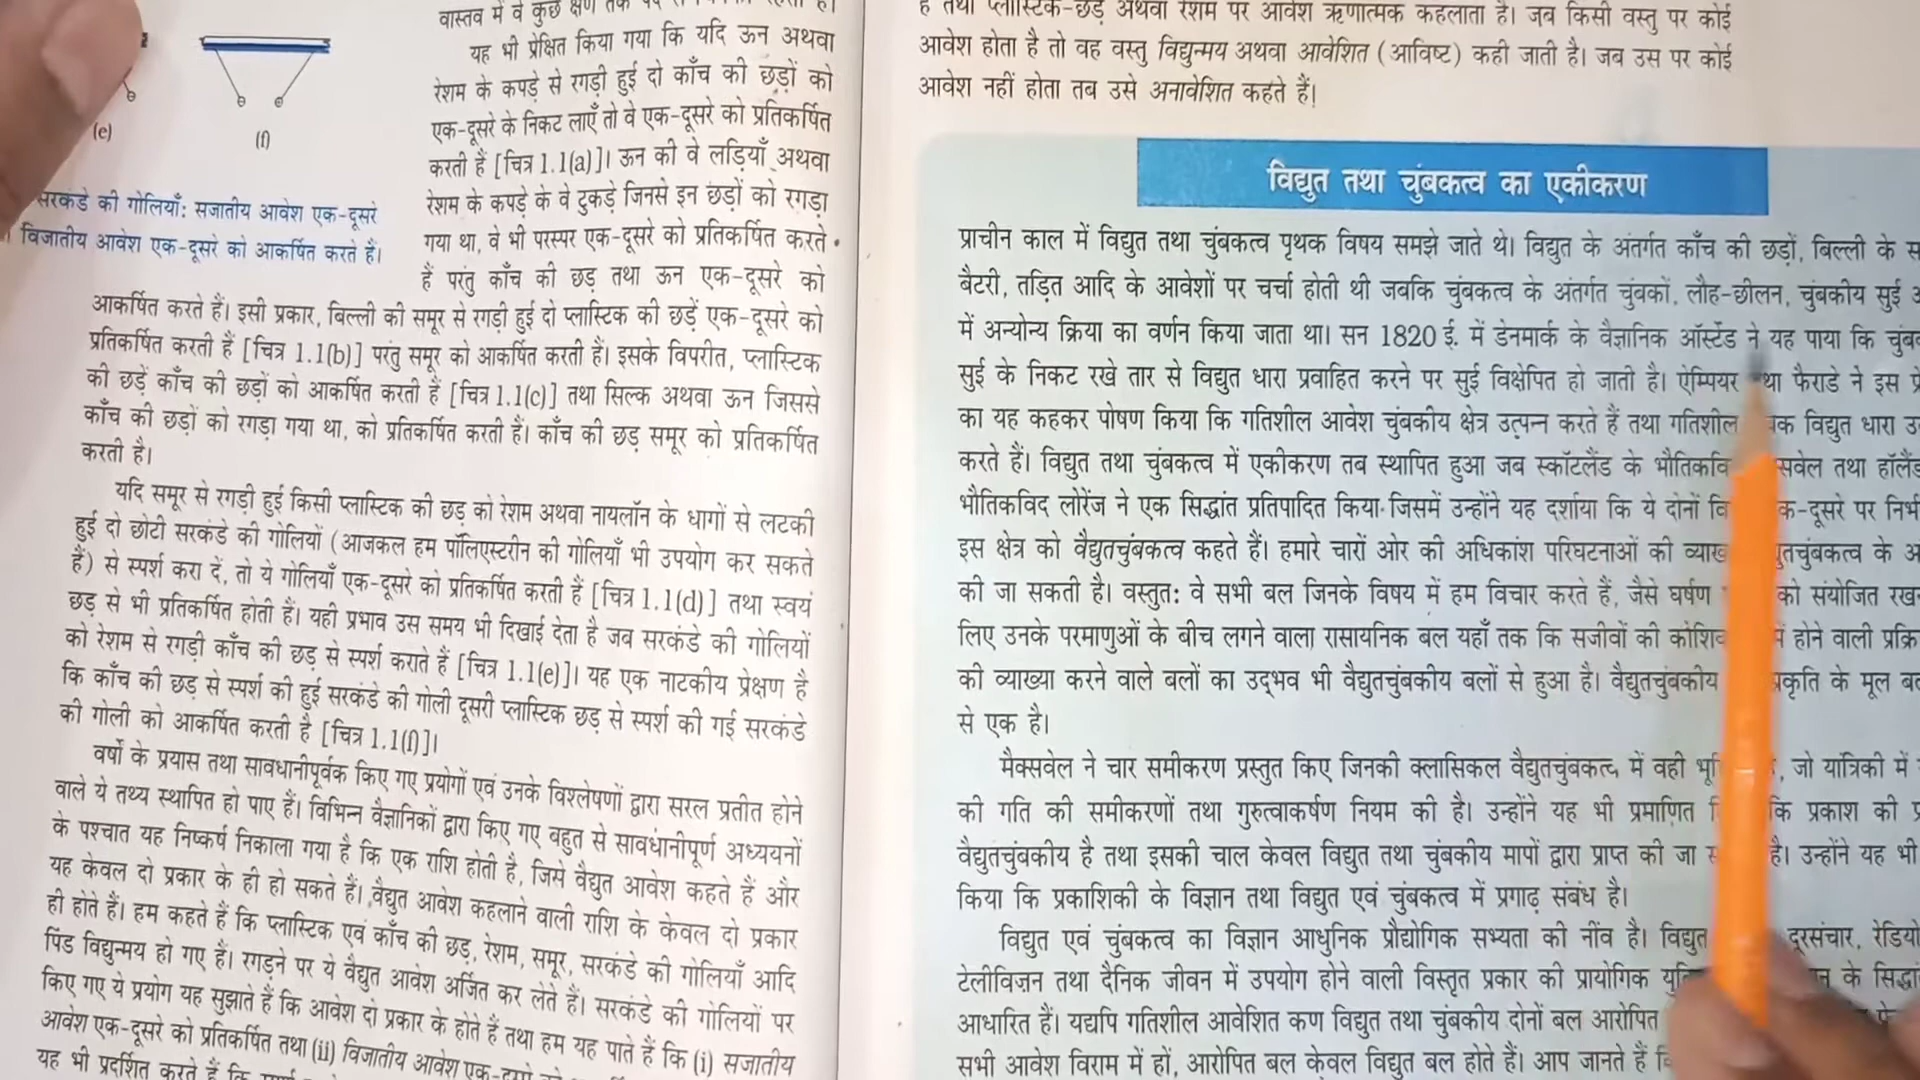 (e)
(f)
सरकंडे की गोलियाँ: सजातीय आवेश एक-दूसरे
विजातीय आवेश एक-दूसरे को आकर्षित करते हैं।
वास्तव में वे कुछ क्षण तक
यह भी प्रेक्षित किया गया कि यदि ऊन अथवा
रेशम के कपड़े से रगड़ी हुई दो काँच की छड़ों को
एक-दूसरे के निकट लाएँ तो वे एक-दूसरे को प्रतिकर्षित
करती हैं [चित्र 1.1(a)]। ऊन की वे लड़ियाँ अथवा
रेशम के कपड़े के वे टुकड़े जिनसे इन छड़ों को रगड़ा
गया था, वे भी परस्पर एक-दूसरे को प्रतिकर्षित करते
हैं परंतु काँच की छड़ तथा ऊन एक-दूसरे को
आकर्षित करते हैं। इसी प्रकार, बिल्ली की समूर से रगड़ी हुई दो प्लास्टिक की छड़ें एक-दूसरे को
प्रतिकर्षित करती हैं [चित्र 1.1(b)] परंतु समूर को आकर्षित करती हैं। इसके विपरीत, प्लास्टिक
की छड़ें काँच की छड़ों को आकर्षित करती हैं [चित्र 1.1(c)] तथा सिल्क अथवा ऊन जिससे
काँच की छड़ों को रगड़ा गया था, को प्रतिकर्षित करती हैं। काँच की छड़ समूर को प्रतिकर्षित
करती है।
यदि समूर से रगड़ी हुई किसी प्लास्टिक की छड़ को रेशम अथवा नायलॉन के धागों से लटकी
हुई दो छोटी सरकंडे की गोलियों (आजकल हम पॉलिएस्टरीन की गोलियाँ भी उपयोग कर सकते
हैं) से स्पर्श करा दें, तो ये गोलियाँ एक-दूसरे को प्रतिकर्षित करती हैं [चित्र 1.1(d)] तथा स्वयं
छड़ से भी प्रतिकर्षित होती हैं। यही प्रभाव उस समय भी दिखाई देता है जब सरकंडे की गोलियों
को रेशम से रगड़ी काँच की छड़ से स्पर्श कराते हैं [चित्र 1.1(e)]। यह एक नाटकीय प्रेक्षण है
कि काँच की छड़ से स्पर्श की हुई सरकंडे की गोली दूसरी प्लास्टिक छड़ से स्पर्श की गई सरकंडे
की गोली को आकर्षित करती है [चित्र 1.1(f)]।
वर्षों के प्रयास तथा सावधानीपूर्वक किए गए प्रयोगों एवं उनके विश्लेषणों द्वारा सरल प्रतीत होने
वाले ये तथ्य स्थापित हो पाए हैं। विभिन्न वैज्ञानिकों द्वारा किए गए बहुत से सावधानीपूर्ण अध्ययनों
के पश्चात यह निष्कर्ष निकाला गया है कि एक राशि होती है, जिसे वैद्युत आवेश कहते हैं और
यह केवल दो प्रकार के ही हो सकते हैं। वैद्युत आवेश कहलाने वाली राशि के केवल दो प्रकार
ही होते हैं। हम कहते हैं कि प्लास्टिक एवं काँच की छड़, रेशम, समूर, सरकंडे की गोलियाँ आदि
पिंड विद्युन्मय हो गए हैं। रगड़ने पर ये वैद्युत आवेश अर्जित कर लेते हैं। सरकंडे की गोलियों पर
किए गए ये प्रयोग यह सुझाते हैं कि आवेश दो प्रकार के होते हैं तथा हम यह पाते हैं कि (i) सजातीय
आवेश एक-दूसरे को प्रतिकर्षित तथा (ii) विजातीय आवेश एक-दूसरे
यह भी प्रदर्शित करते हैं कि
है तथा प्लास्टिक-छड़ अथवा रेशम पर आवेश ऋणात्मक कहलाता है। जब किसी वस्तु पर कोई
आवेश होता है तो वह वस्तु विद्युन्मय अथवा आवेशित (आविष्ट) कही जाती है। जब उस पर कोई
आवेश नहीं होता तब उसे अनावेशित कहते हैं।
विद्युत तथा चुंबकत्व का एकीकरण
प्राचीन काल में विद्युत तथा चुंबकत्व पृथक विषय समझे जाते थे। विद्युत के अंतर्गत काँच की छड़ों, बिल्ली के
बैटरी, तड़ित आदि के आवेशों पर चर्चा होती थी जबकि चुंबकत्व के अंतर्गत चुंबकों, लौह-छीलन, चुंबकीय सुई
में अन्योन्य क्रिया का वर्णन किया जाता था। सन 1820 ई. में डेनमार्क के वैज्ञानिक ऑर्स्टेड ने यह पाया कि
सुई के निकट रखे तार से विद्युत धारा प्रवाहित करने पर सुई विक्षेपित हो जाती है। ऐम्पियर तथा फैराडे ने इस
का यह कहकर पोषण किया कि गतिशील आवेश चुंबकीय क्षेत्र उत्पन्न करते हैं तथा गतिशील विद्युत धारा
करते हैं। विद्युत तथा चुंबकत्व में एकीकरण तब स्थापित हुआ जब स्कॉटलैंड के तथा हॉलैंड
भौतिकविद लोरेंज ने एक सिद्धांत प्रतिपादित किया जिसमें उन्होंने यह दर्शाया कि ये दोनों पर
इस क्षेत्र को वैद्युतचुंबकत्व कहते हैं। हमारे चारों ओर की अधिकांश परिघटनाओं की के
की जा सकती है। वस्तुतः वे सभी बल जिनके विषय में हम विचार करते हैं, जैसे घर्षण को संयोजित
लिए उनके परमाणुओं के बीच लगने वाला रासायनिक बल यहाँ तक कि सजीवों की होने वाली
की व्याख्या करने वाले बलों का उद्भव भी वैद्युतचुंबकीय बलों से हुआ है। वैद्युतचुंबकीय प्रकृति के मूल
से एक है।
मैक्सवेल ने चार समीकरण प्रस्तुत किए जिनकी क्लासिकल वैद्युतचुंबकत्व में वही जो यांत्रिकी में
की गति की समीकरणों तथा गुरुत्वाकर्षण नियम की है। उन्होंने यह भी प्रमाणित कि प्रकाश की
वैद्युतचुंबकीय है तथा इसकी चाल केवल विद्युत तथा चुंबकीय मापों द्वारा प्राप्त की जा है। उन्होंने यह भी
किया कि प्रकाशिकी के विज्ञान तथा विद्युत एवं चुंबकत्व में प्रगाढ़ संबंध है।
विद्युत एवं चुंबकत्व का विज्ञान आधुनिक प्रौद्योगिक सभ्यता की नींव है। विद्युत दूरसंचार, रेडियो
टेलीविज़न तथा दैनिक जीवन में उपयोग होने वाली विस्तृत प्रकार की प्रायोगिक के
आधारित हैं। यद्यपि गतिशील आवेशित कण विद्युत तथा चुंबकीय दोनों बल आरोपित
सभी आवेश विराम में हों, आरोपित बल केवल विद्युत बल होते हैं। आप जानते हैं